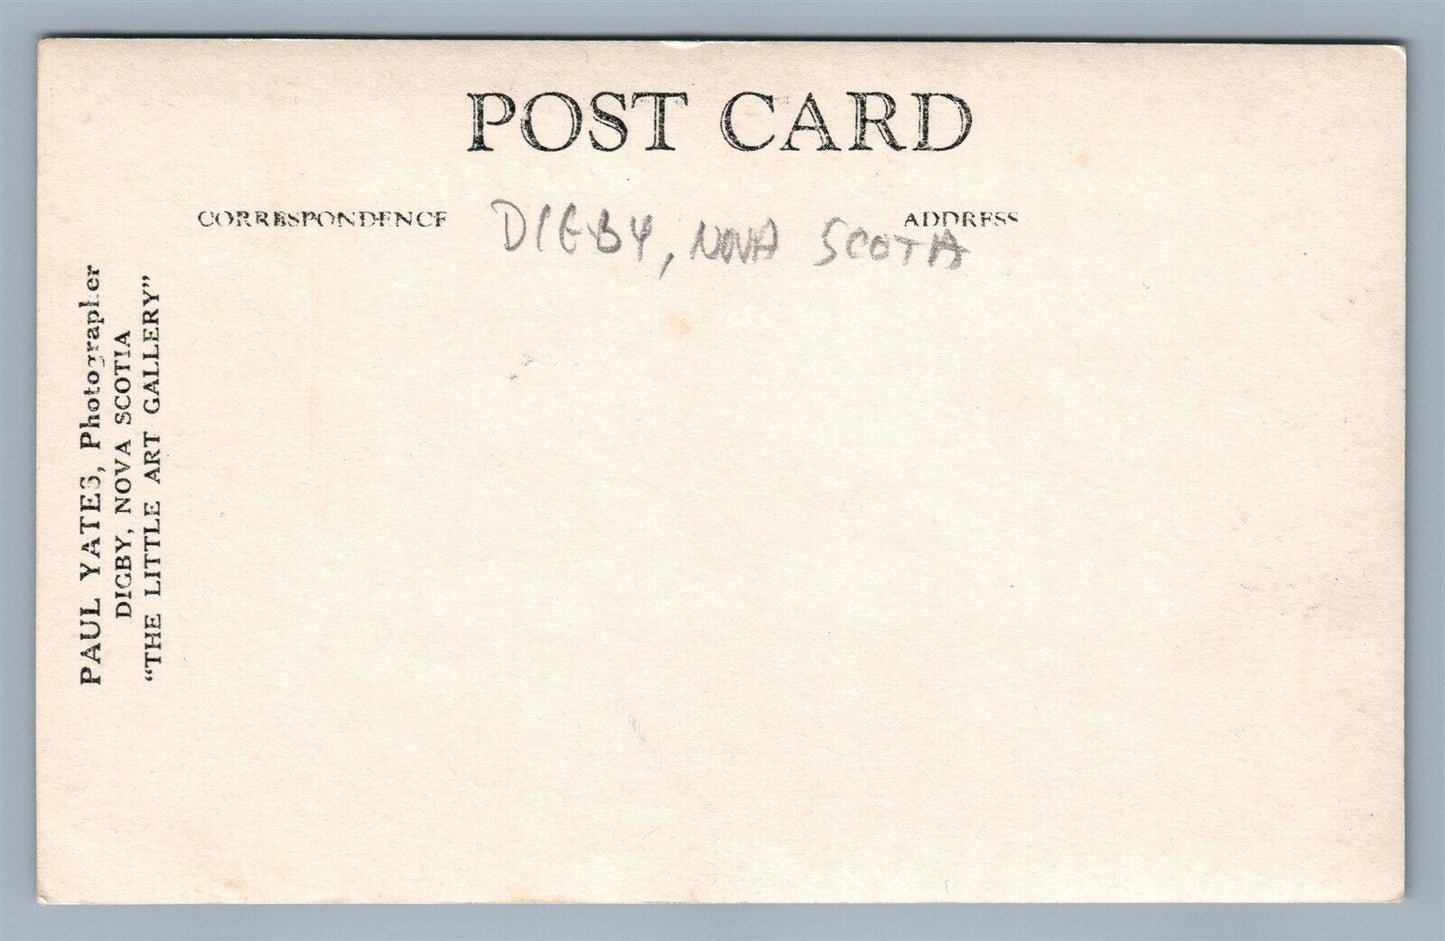 POST CARD
CORRESPONDENCE
ADDRESS
DIGBY, NOVA SCOTIA
PAUL YATES, Photographer
DIGBY, NOVA SCOTIA
“THE LITTLE ART GALLERY”